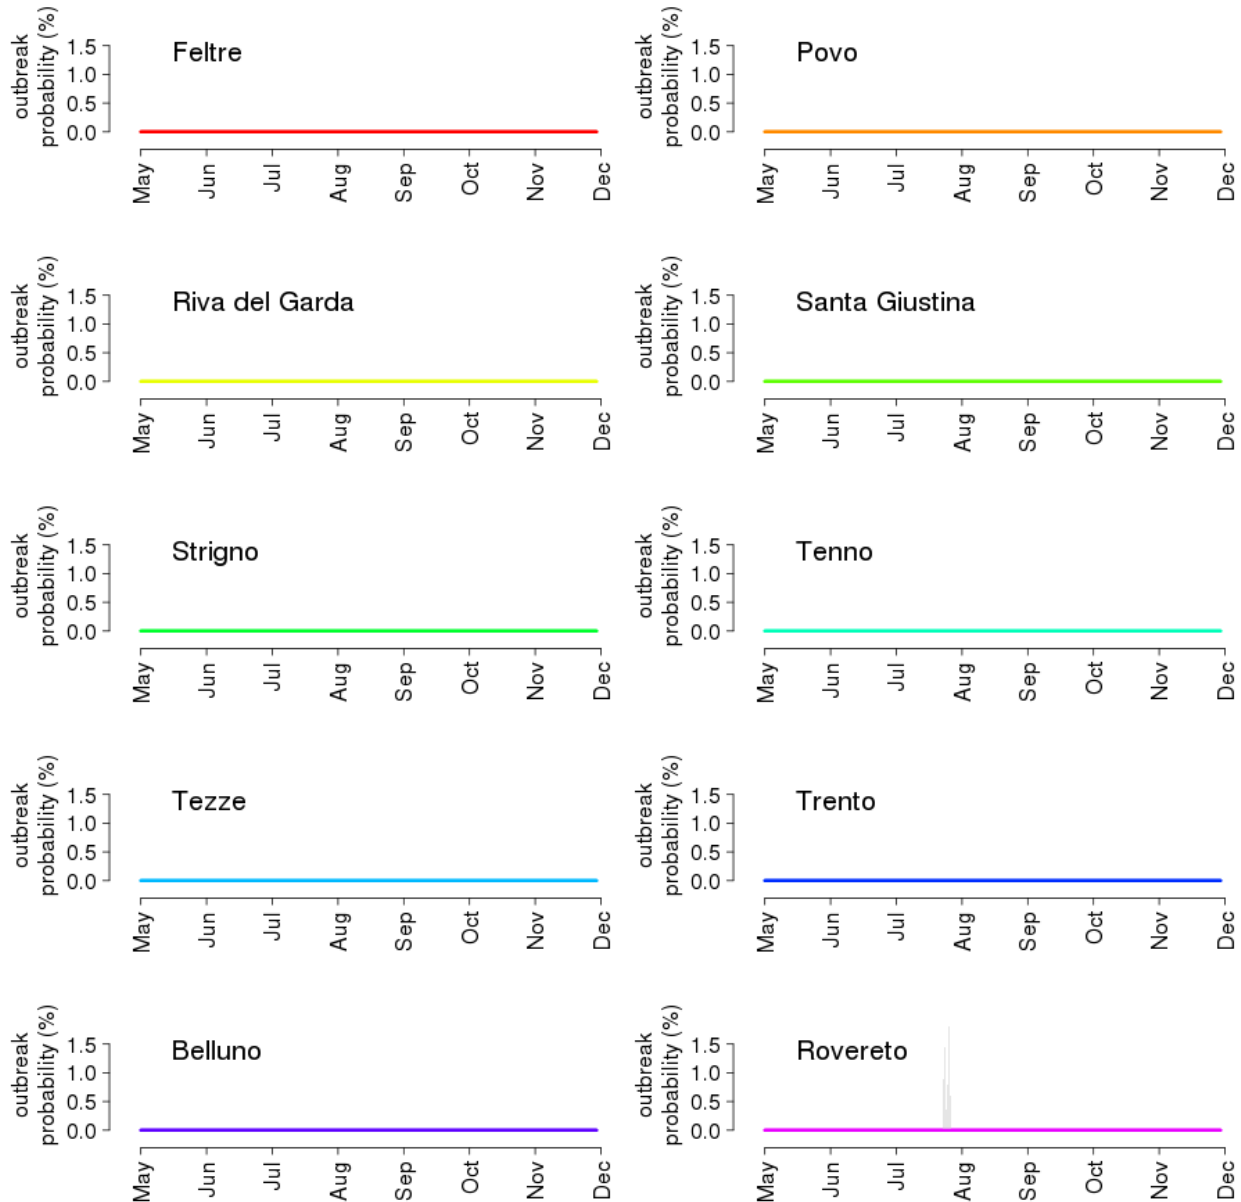 outbreak
probability (%)
1.5
1.0
0.5
0.0
Feltre
May
Jun
Jul
Aug
Sep
Oct
Nov
Dec
outbreak
probability (%)
1.5
1.0
0.5
0.0
Povo
May
Jun
Jul
Aug
Sep
Oct
Nov
Dec
outbreak
probability (%)
1.5
1.0
0.5
0.0
Riva del Garda
May
Jun
Jul
Aug
Sep
Oct
Nov
Dec
outbreak
probability (%)
1.5
1.0
0.5
0.0
Santa Giustina
May
Jun
Jul
Aug
Sep
Oct
Nov
Dec
outbreak
probability (%)
1.5
1.0
0.5
0.0
Strigno
May
Jun
Jul
Aug
Sep
Oct
Nov
Dec
outbreak
probability (%)
1.5
1.0
0.5
0.0
Tenno
May
Jun
Jul
Aug
Sep
Oct
Nov
Dec
outbreak
probability (%)
1.5
1.0
0.5
0.0
Tezze
May
Jun
Jul
Aug
Sep
Oct
Nov
Dec
outbreak
probability (%)
1.5
1.0
0.5
0.0
Trento
May
Jun
Jul
Aug
Sep
Oct
Nov
Dec
outbreak
probability (%)
1.5
1.0
0.5
0.0
Belluno
May
Jun
Jul
Aug
Sep
Oct
Nov
Dec
outbreak
probability (%)
1.5
1.0
0.5
0.0
Rovereto
May
Jun
Jul
Aug
Sep
Oct
Nov
Dec